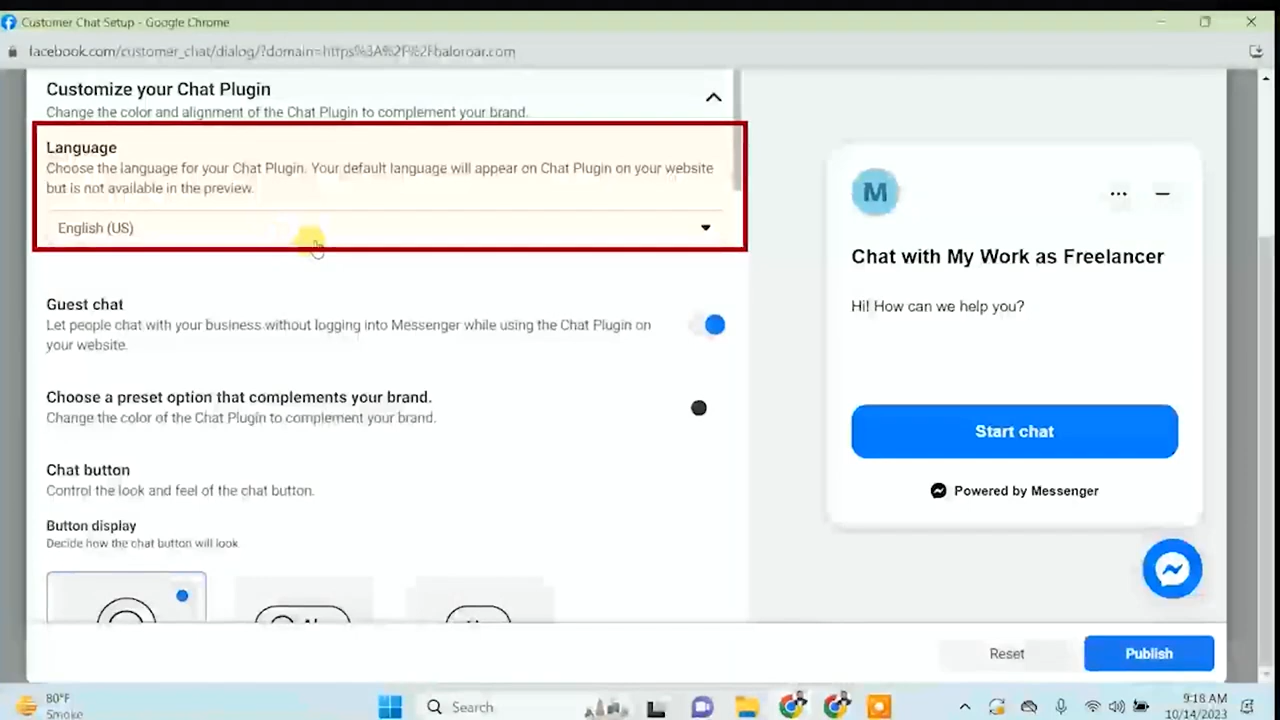 Customer Chat Setup - Google Chrome
facebook.com/customer_chat/dialog/?domain=https%3A%2F%2Fbaloroar.com
Customize your Chat Plugin
Change the color and alignment of the Chat Plugin to complement your brand.
Language
Choose the language for your Chat Plugin. Your default language will appear on Chat Plugin on your website
but is not available in the preview.
English (US)
Guest chat
Let people chat with your business without logging into Messenger while using the Chat Plugin on
your website.
Choose a preset option that complements your brand.
Change the color of the Chat Plugin to complement your brand.
Chat button
Control the look and feel of the chat button.
Button display
Decide how the chat button will look
M
Chat with My Work as Freelancer
Hi! How can we help you?
Start chat
Powered by Messenger
Reset
Publish
80°F
Smoke
Search
9:18 AM
10/14/2023